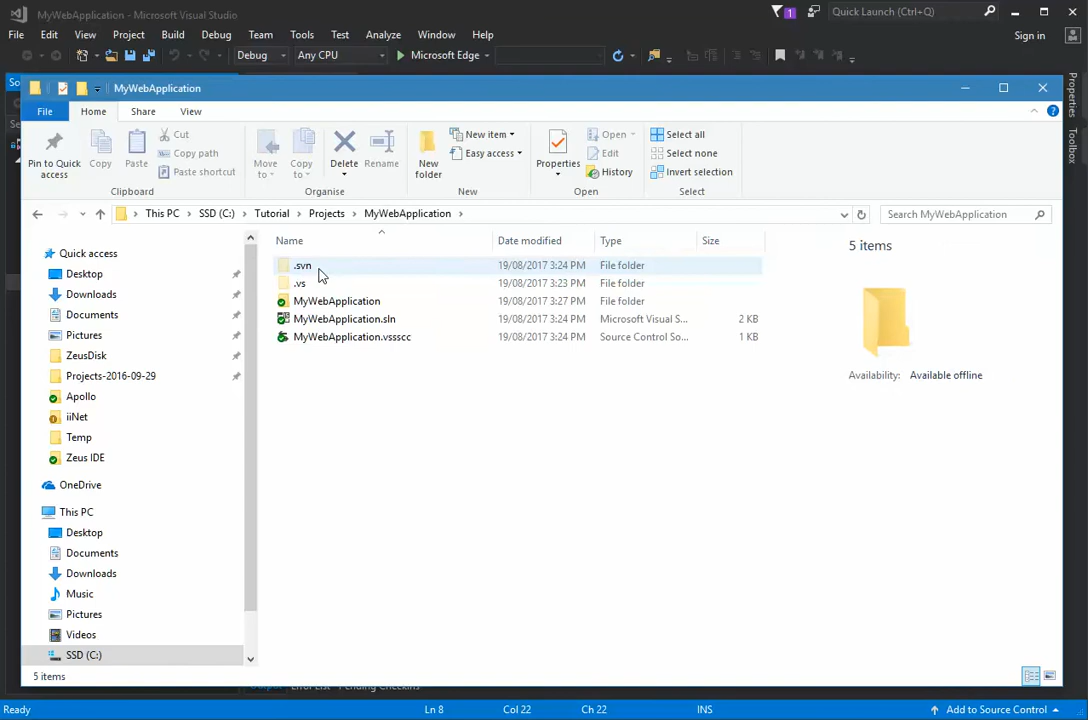 MyWebApplication - Microsoft Visual Studio
1
Quick Launch (Ctrl+Q)
File Edit View Project Build Debug Team Tools Test Analyze Window Help
Sign in
Debug Any CPU Microsoft Edge
So
MyWebApplication
File Home Share View
Pin to Quick access
Copy
Paste
Cut
Copy path
Paste shortcut
Clipboard
Move to
Copy to
Delete
Rename
Organise
New folder
New item
Easy access
New
Properties
Open
Edit
History
Open
Select all
Select none
Invert selection
Select
Properties
Toolbox
This PC SSD (C:) Tutorial Projects MyWebApplication
Search MyWebApplication
Name Date modified Type Size
.svn 19/08/2017 3:24 PM File folder
.vs 19/08/2017 3:23 PM File folder
MyWebApplication 19/08/2017 3:27 PM File folder
MyWebApplication.sln 19/08/2017 3:24 PM Microsoft Visual S... 2 KB
MyWebApplication.vssscc 19/08/2017 3:24 PM Source Control So... 1 KB
5 items
Availability: Available offline
Quick access
Desktop
Downloads
Documents
Pictures
ZeusDisk
Projects-2016-09-29
Apollo
iiNet
Temp
Zeus IDE
OneDrive
This PC
Desktop
Documents
Downloads
Music
Pictures
Videos
SSD (C:)
5 items
Output Error List Pending Checkins
Ready Ln 8 Col 22 Ch 22 INS Add to Source Control